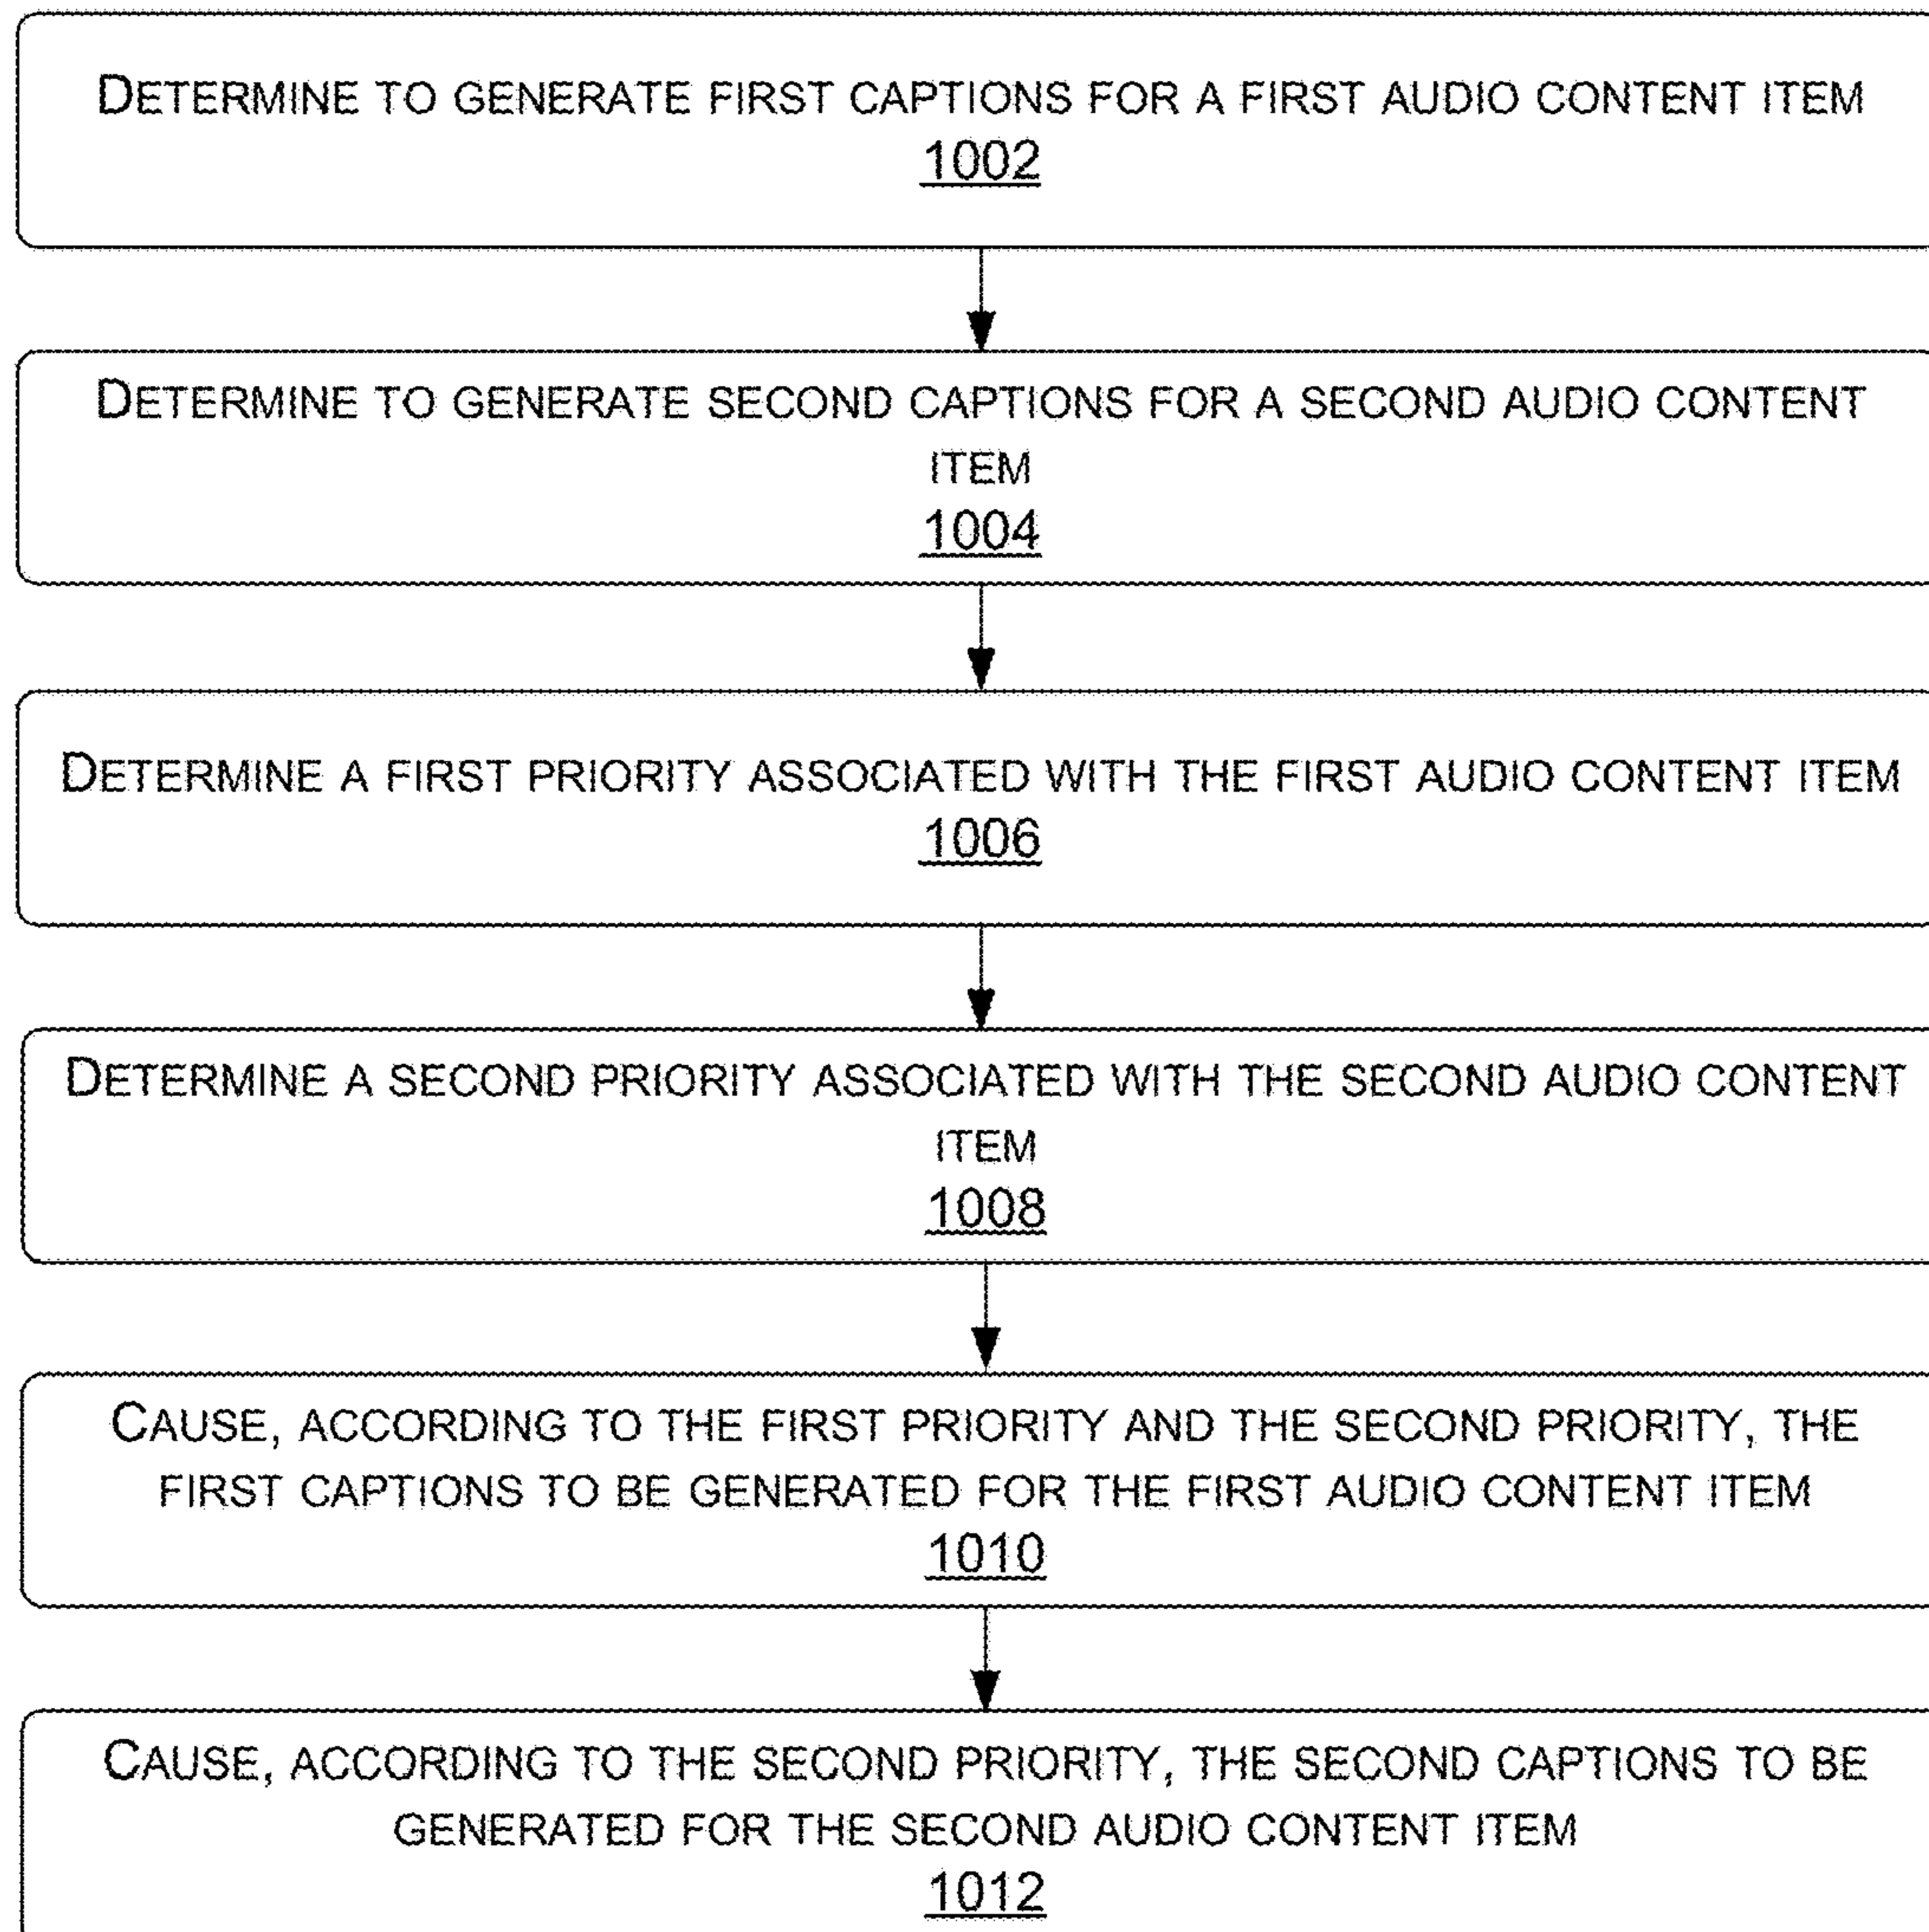 DETERMINE TO GENERATE FIRST CAPTIONS FOR A FIRST AUDIO CONTENT ITEM
1002
DETERMINE TO GENERATE SECOND CAPTIONS FOR A SECOND AUDIO CONTENT
ITEM
1004
DETERMINE A FIRST PRIORITY ASSOCIATED WITH THE FIRST AUDIO CONTENT ITEM
1006
DETERMINE A SECOND PRIORITY ASSOCIATED WITH THE SECOND AUDIO CONTENT
ITEM
1008
CAUSE, ACCORDING TO THE FIRST PRIORITY AND THE SECOND PRIORITY, THE
FIRST CAPTIONS TO BE GENERATED FOR THE FIRST AUDIO CONTENT ITEM
1010
CAUSE, ACCORDING TO THE SECOND PRIORITY, THE SECOND CAPTIONS TO BE
GENERATED FOR THE SECOND AUDIO CONTENT ITEM
1012